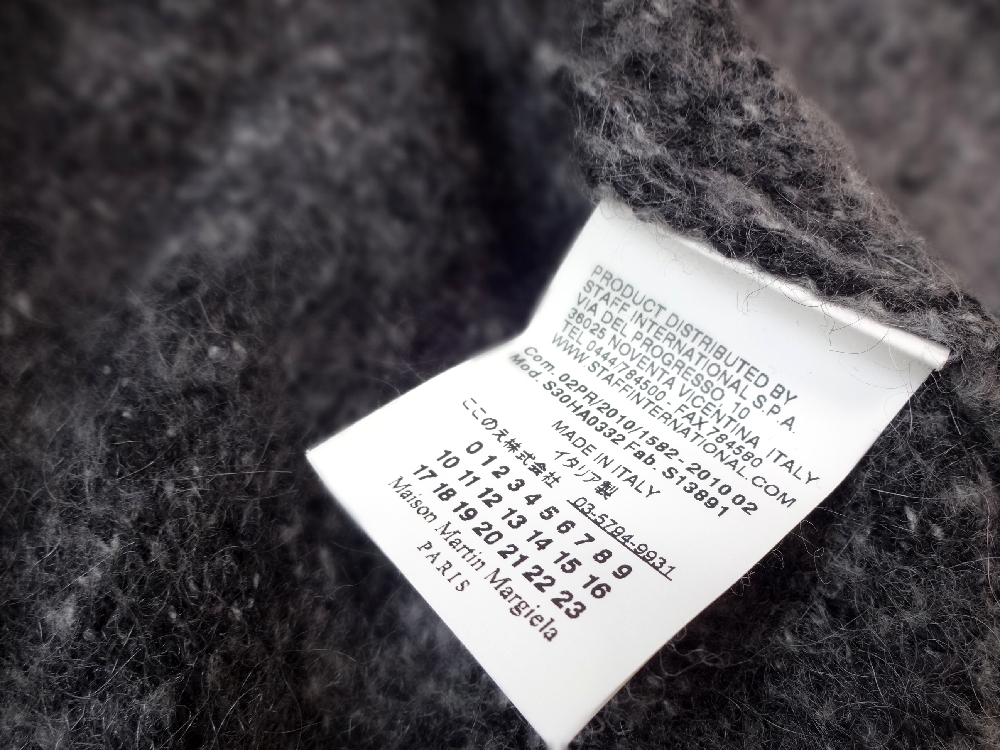 PRODUCT DISTRIBUTED BY
STAFF INTERNATIONAL S.P.A.
VIA DEL PROGRESSO, 10
36025 NOVENTA VICENTINA ITALY
TEL 0444/784500 - FAX 784580
WWW.STAFFINTERNATIONAL.COM
Com. 02PR/2010/1582 - 2010 02
Mod. S30HA0332 Fab. S13891
MADE IN ITALY
イタリア製
ここのえ株式会社 03-5794-9931
0 1 2 3 4 5 6 7 8 9
10 11 12 13 14 15 16
17 18 19 20 21 22 23
Maison Martin Margiela
PARIS